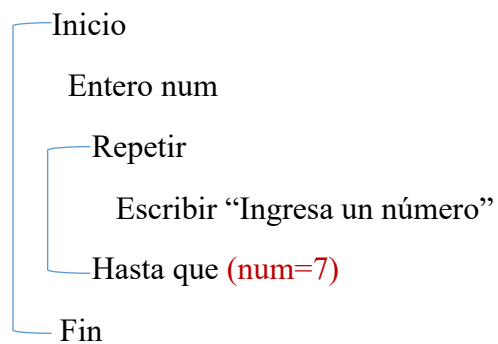 Inicio
Entero num
Repetir
Escribir “Ingresa un número”
Hasta que (num=7)
Fin